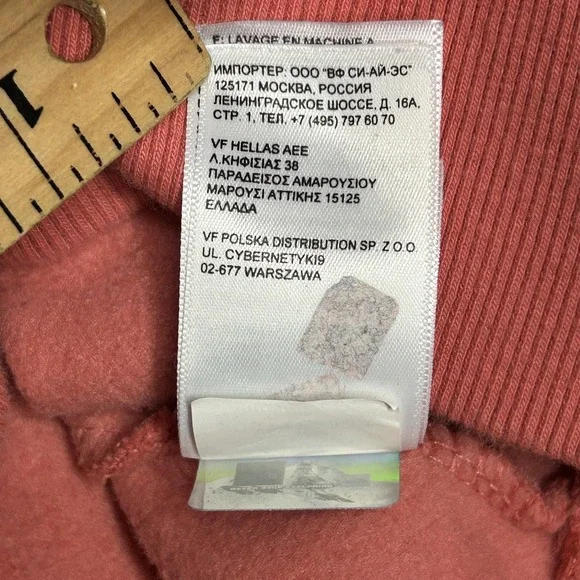 F: LAVAGE EN MACHINE A
ИМПОРТЕР: ООО "ВФ СИ-АЙ-ЭС"
125171 МОСКВА, РОССИЯ
ЛЕНИНГРАДСКОЕ ШОССЕ, Д. 16А,
СТР. 1, ТЕЛ. +7 (495) 797 60 70
VF HELLAS AEE
Λ.ΚΗΦΙΣΙΑΣ 38
ΠΑΡΑΔΕΙΣΟΣ ΑΜΑΡΟΥΣΙΟΥ
ΜΑΡΟΥΣΙ ΑΤΤΙΚΗΣ 15125
ΕΛΛΑΔΑ
VF POLSKA DISTRIBUTION SP. Z O.O.
UL. CYBERNETYKI9
02-677 WARSZAWA
1